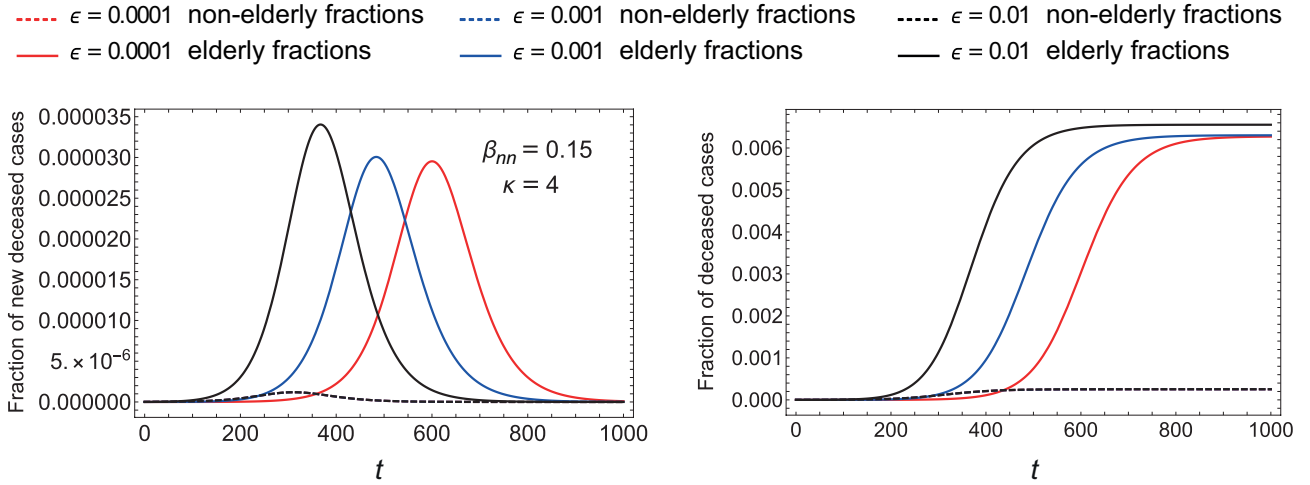 ϵ = 0.0001 non-elderly fractions ϵ = 0.001 non-elderly fractions ϵ = 0.01 non-elderly fractions
ϵ = 0.0001 elderly fractions ϵ = 0.001 elderly fractions ϵ = 0.01 elderly fractions
Fraction of new deceased cases
0.000035
0.000030
0.000025
0.000020
0.000015
0.000010
5. × 10⁻⁶
0.000000
βₙₙ = 0.15
κ = 4
0 200 400 600 800 1000
t
Fraction of deceased cases
0.006
0.005
0.004
0.003
0.002
0.001
0.000
0 200 400 600 800 1000
t